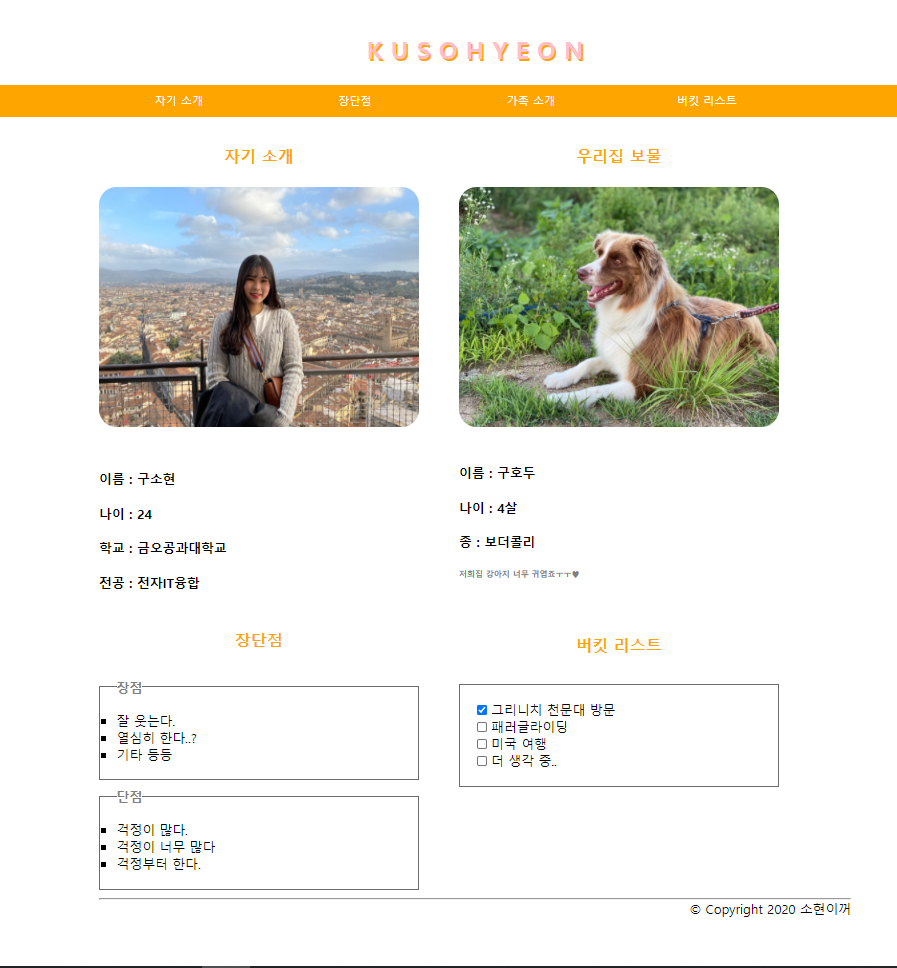 KUSOHYEON
자기 소개 장단점 가족 소개 버킷 리스트
자기 소개
이름 : 구소현
나이 : 24
학교 : 금오공과대학교
전공 : 전자IT융합
우리집 보물
이름 : 구호두
나이 : 4살
종 : 보더콜리
저희집 강아지 너무 귀엽죠ㅜㅜ♥
장단점
장점
잘 웃는다.
열심히 한다..?
기타 등등
단점
걱정이 많다.
걱정이 너무 많다
걱정부터 한다.
버킷 리스트
그리니치 천문대 방문
패러글라이딩
미국 여행
더 생각 중..
© Copyright 2020 소현이꺼